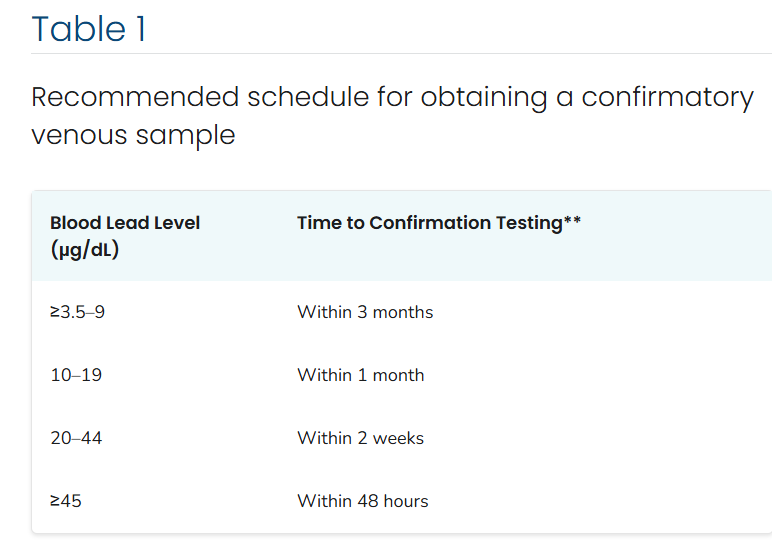 Table 1
Recommended schedule for obtaining a confirmatory
venous sample
Blood Lead Level
(µg/dL)
Time to Confirmation Testing**
≥3.5–9
Within 3 months
10–19
Within 1 month
20–44
Within 2 weeks
≥45
Within 48 hours